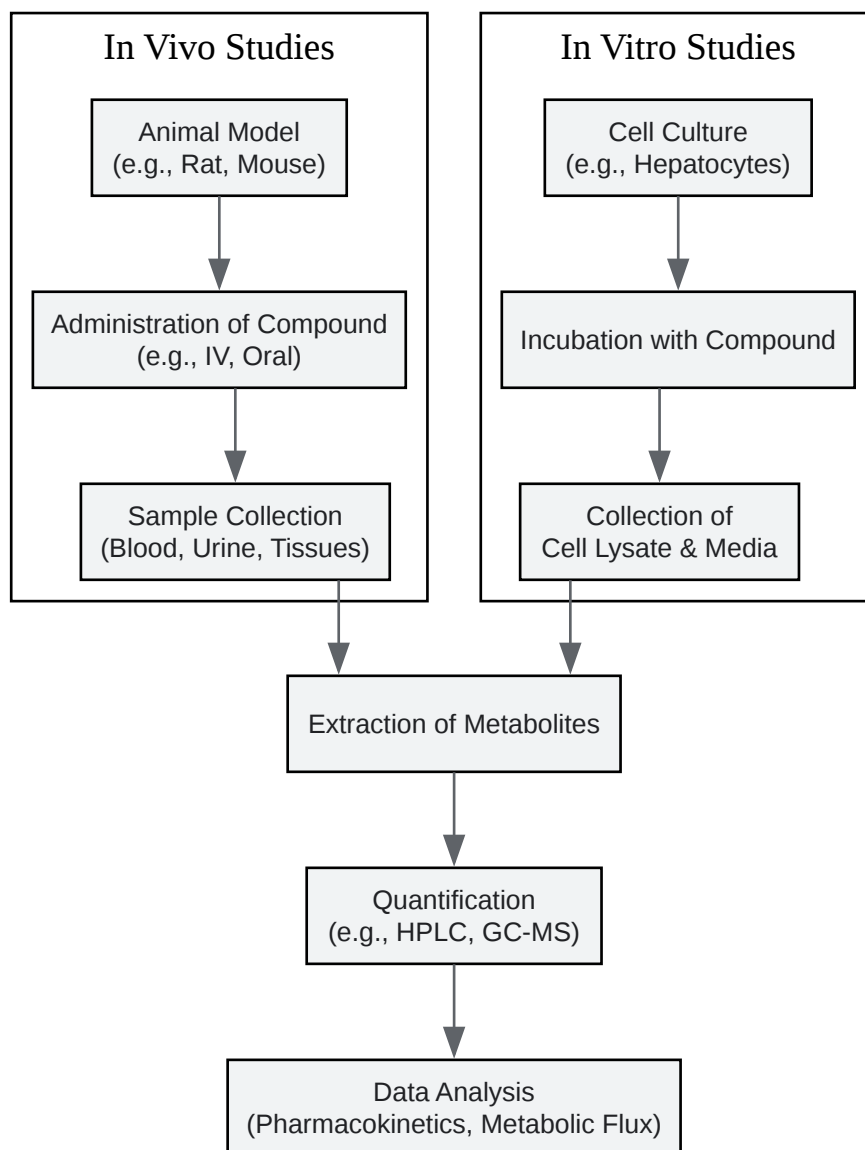 In Vivo Studies
Animal Model
(e.g., Rat, Mouse)
Administration of Compound
(e.g., IV, Oral)
Sample Collection
(Blood, Urine, Tissues)
In Vitro Studies
Cell Culture
(e.g., Hepatocytes)
Incubation with Compound
Collection of
Cell Lysate & Media
Extraction of Metabolites
Quantification
(e.g., HPLC, GC-MS)
Data Analysis
(Pharmacokinetics, Metabolic Flux)